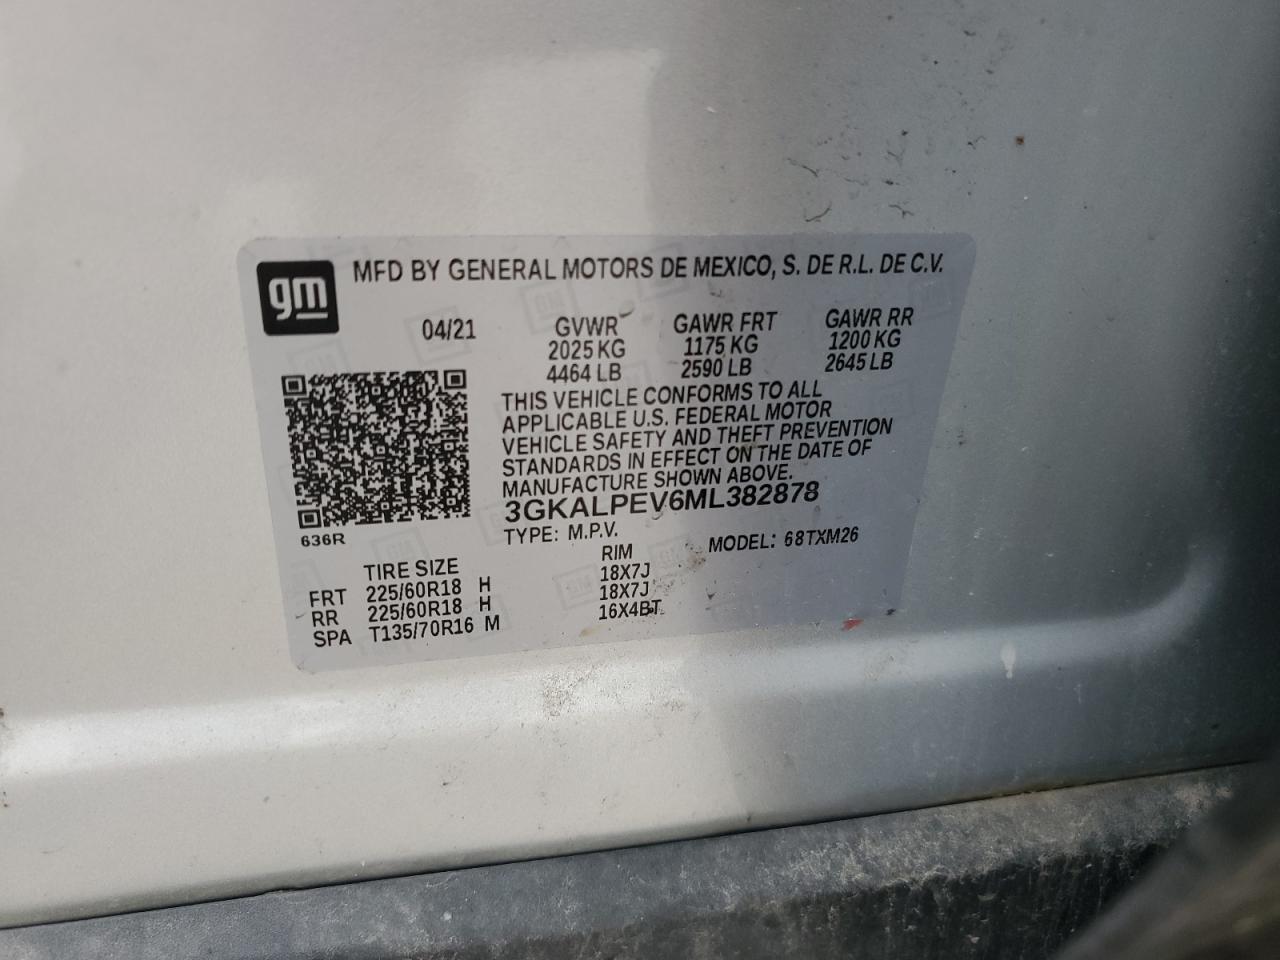 gm
MFD BY GENERAL MOTORS DE MEXICO, S. DE R.L. DE C.V.
04/21 GVWR GAWR FRT GAWR RR
2025 KG 1175 KG 1200 KG
4464 LB 2590 LB 2645 LB
THIS VEHICLE CONFORMS TO ALL
APPLICABLE U.S. FEDERAL MOTOR
VEHICLE SAFETY AND THEFT PREVENTION
STANDARDS IN EFFECT ON THE DATE OF
MANUFACTURE SHOWN ABOVE.
3GKALPEV6ML382878
636R
TYPE: M.P.V. MODEL: 68TXM26
TIRE SIZE RIM
FRT 225/60R18 H 18X7J
RR 225/60R18 H 18X7J
SPA T135/70R16 M 16X4BT